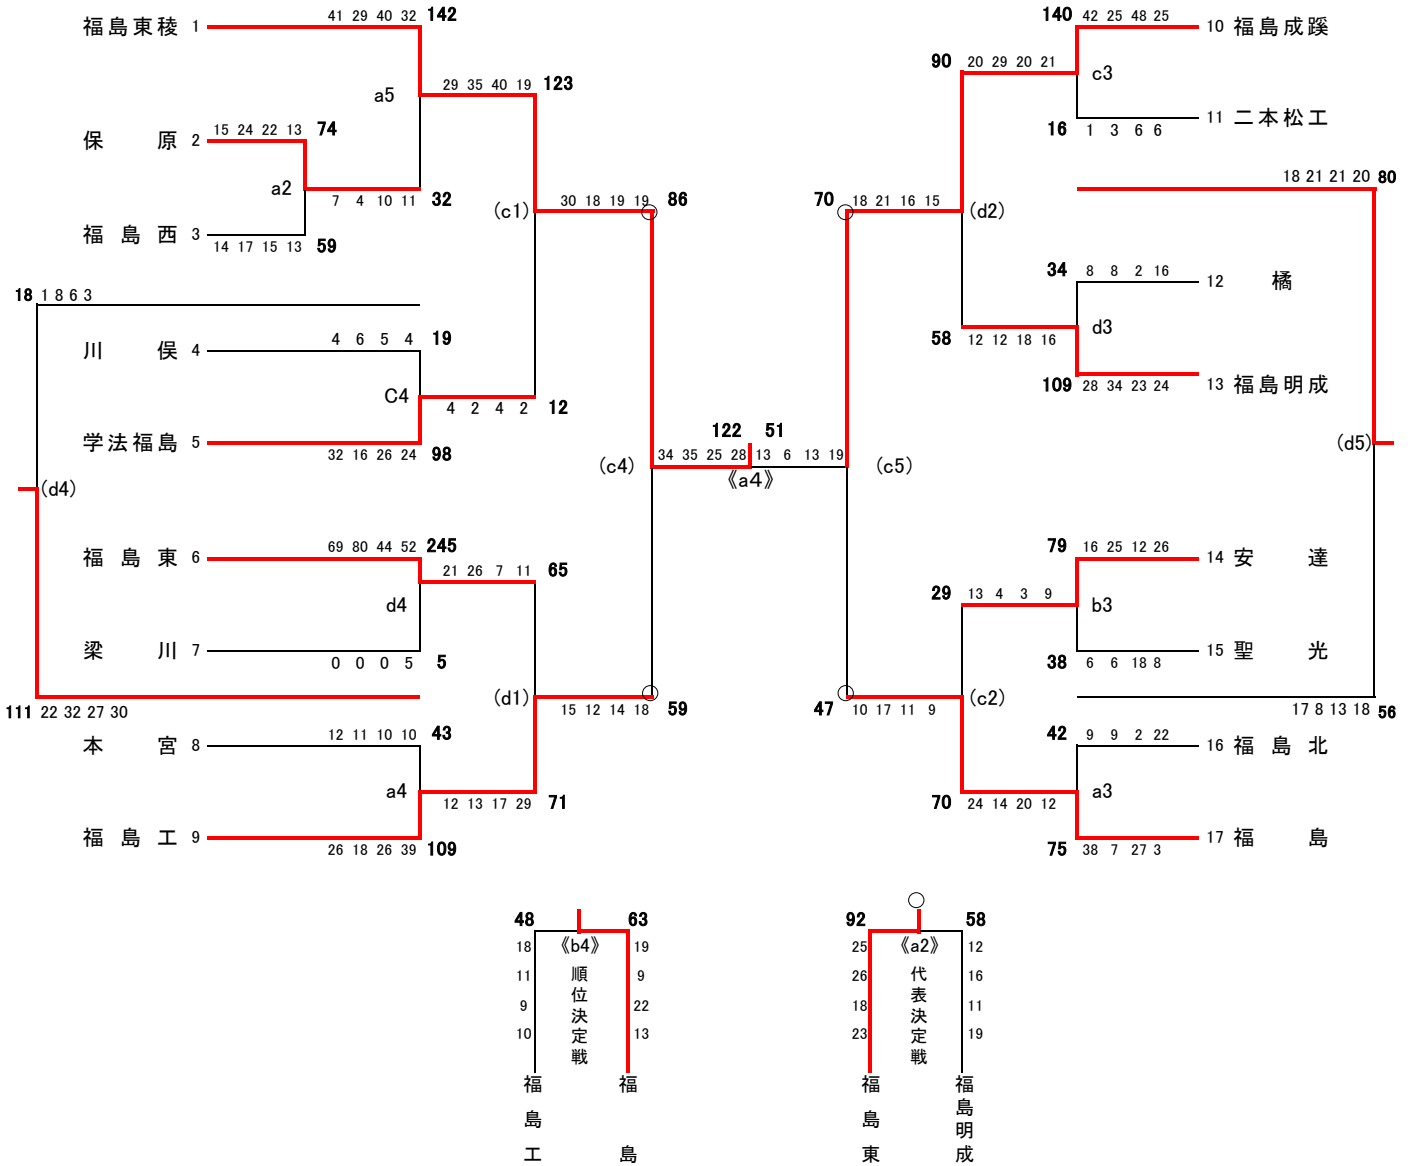 福島東稜 1 41 29 40 32 142
140 42 25 48 25 10 福島成蹊
a5 29 35 40 19 123
90 20 29 20 21 c3
保原 2 15 24 22 13 74
16 1 3 6 6 11 二本松工
a2 7 4 10 11 32
18 21 21 20 80
(c1) 30 18 19 19 86
70 18 21 16 15 (d2)
福島西 3 14 17 15 13 59
34 8 8 2 16 12 橘
18 1 8 6 3
d3
川俣 4 4 6 5 4 19
58 12 12 18 16
C4 4 2 4 2 12
109 28 34 23 24 13 福島明成
学法福島 5 32 16 26 24 98
122 51
(d5)
(c4) 34 35 25 28 13 6 13 19 (c5)
《a4》
(d4)
福島東 6 69 80 44 52 245
79 16 25 12 26 14 安達
21 26 7 11 65
29 13 4 3 9 b3
d4
梁川 7 0 0 0 5 5
38 6 6 18 8 15 聖光
(d1) 15 12 14 18 59
47 10 17 11 9 (c2)
111 22 32 27 30
17 8 13 18 56
本宮 8 12 11 10 10 43
42 9 9 2 22 16 福島北
a4 12 13 17 29 71
70 24 14 20 12 a3
福島工 9 26 18 26 39 109
75 38 7 27 3 17 福島
48 63
18 《b4》 19
11 9
9 22
10 13
順位決定戦
福島工 福島
92 58
25 《a2》 12
26 16
18 11
23 19
代表決定戦
福島東 福島明成